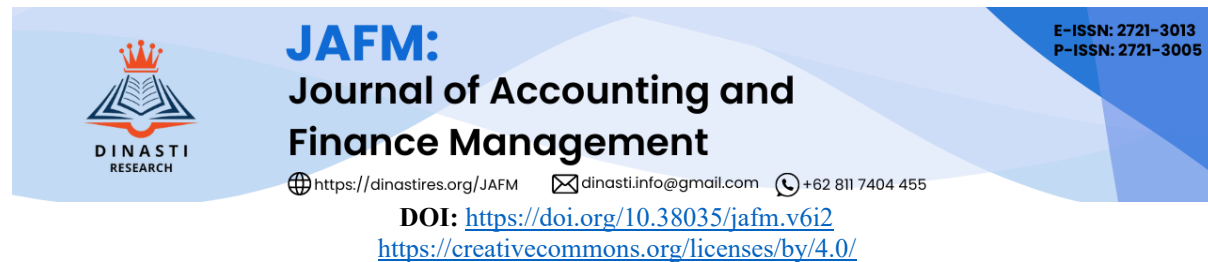 E-ISSN: 2721-3013
P-ISSN: 2721-3005
JAFM:
Journal of Accounting and
Finance Management
DINASTI
RESEARCH
https://dinastires.org/JAFM dinasti.info@gmail.com +62 811 7404 455
DOI: https://doi.org/10.38035/jafm.v6i2
https://creativecommons.org/licenses/by/4.0/